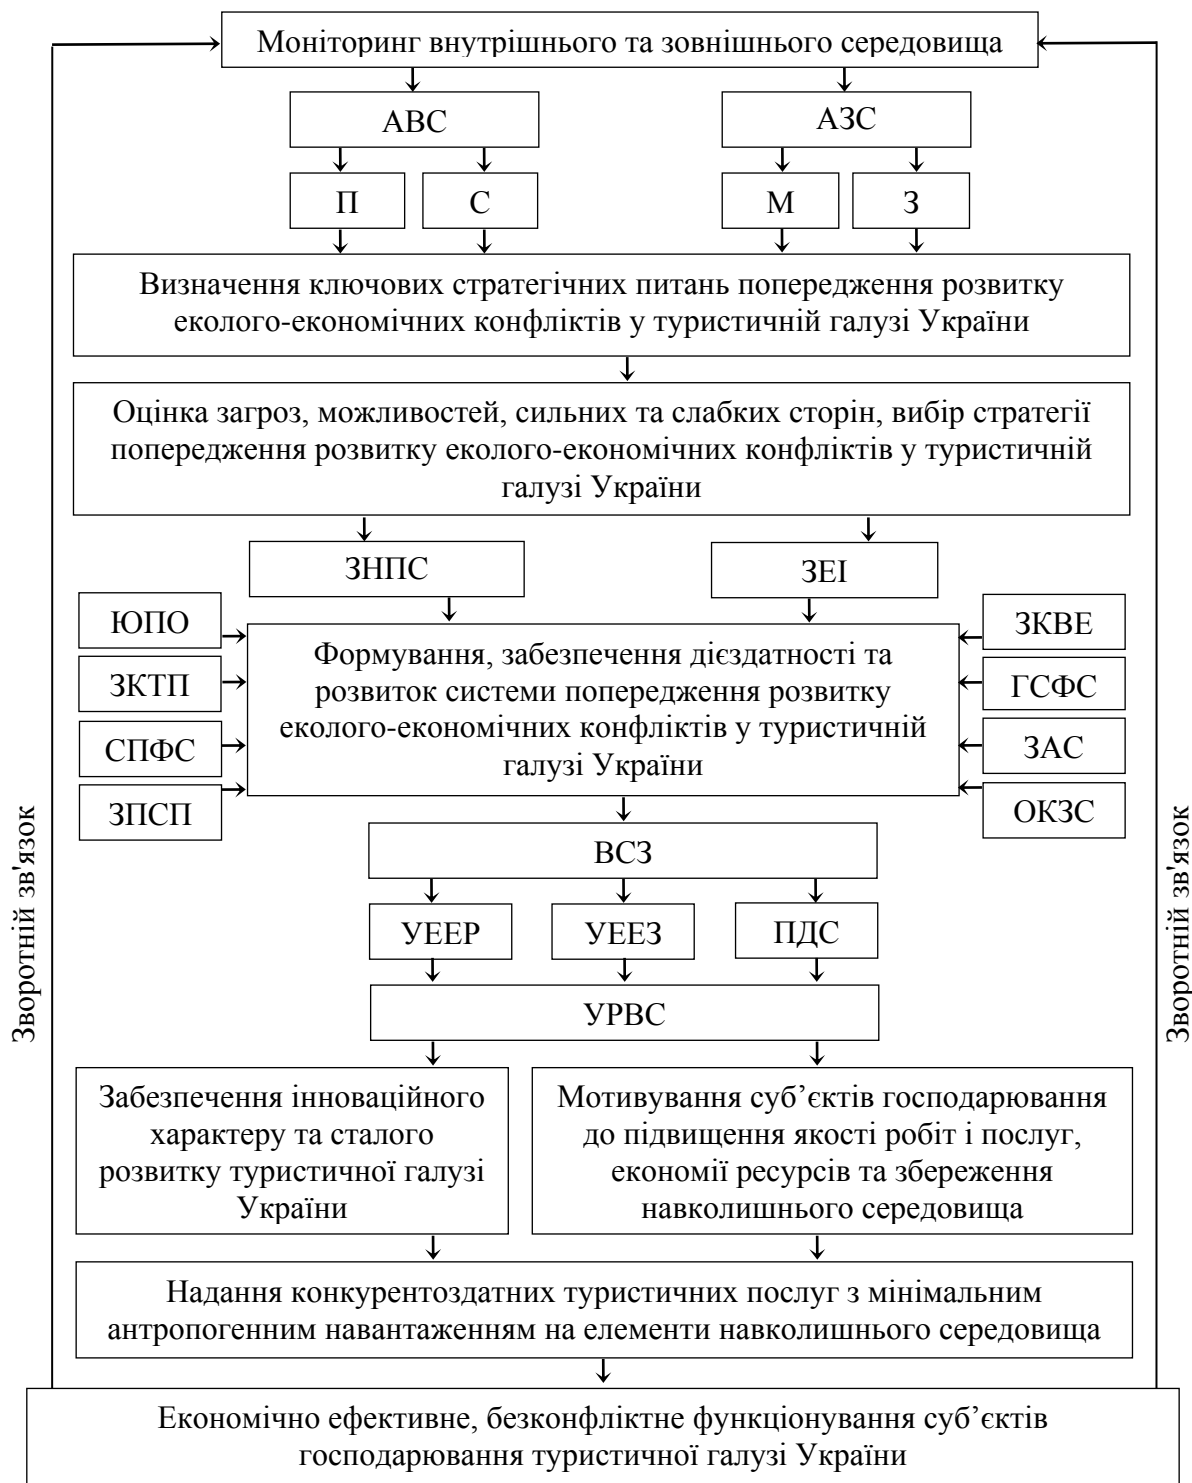 Моніторинг внутрішнього та зовнішнього середовища
АВС
АЗС
П
С
М
З
Визначення ключових стратегічних питань попередження розвитку
еколого-економічних конфліктів у туристичній галузі України
Оцінка загроз, можливостей, сильних та слабких сторін, вибір стратегії
попередження розвитку еколого-економічних конфліктів у туристичній
галузі України
ЗНПС
ЗЕІ
ЮПО
ЗКТП
СПФС
ЗПСП
Формування, забезпечення дієздатності та
розвиток системи попередження розвитку
еколого-економічних конфліктів у туристичній
галузі України
ЗКВЕ
ГСФС
ЗАС
ОКЗС
ВСЗ
УЕЕР
УЕЕЗ
ПДС
УРВС
Забезпечення інноваційного
характеру та сталого
розвитку туристичної галузі
України
Мотивування суб’єктів господарювання
до підвищення якості робіт і послуг,
економії ресурсів та збереження
навколишнього середовища
Надання конкурентоздатних туристичних послуг з мінімальним
антропогенним навантаженням на елементи навколишнього середовища
Економічно ефективне, безконфліктне функціонування суб’єктів
господарювання туристичної галузі України
Зворотній зв'язок
Зворотній зв'язок